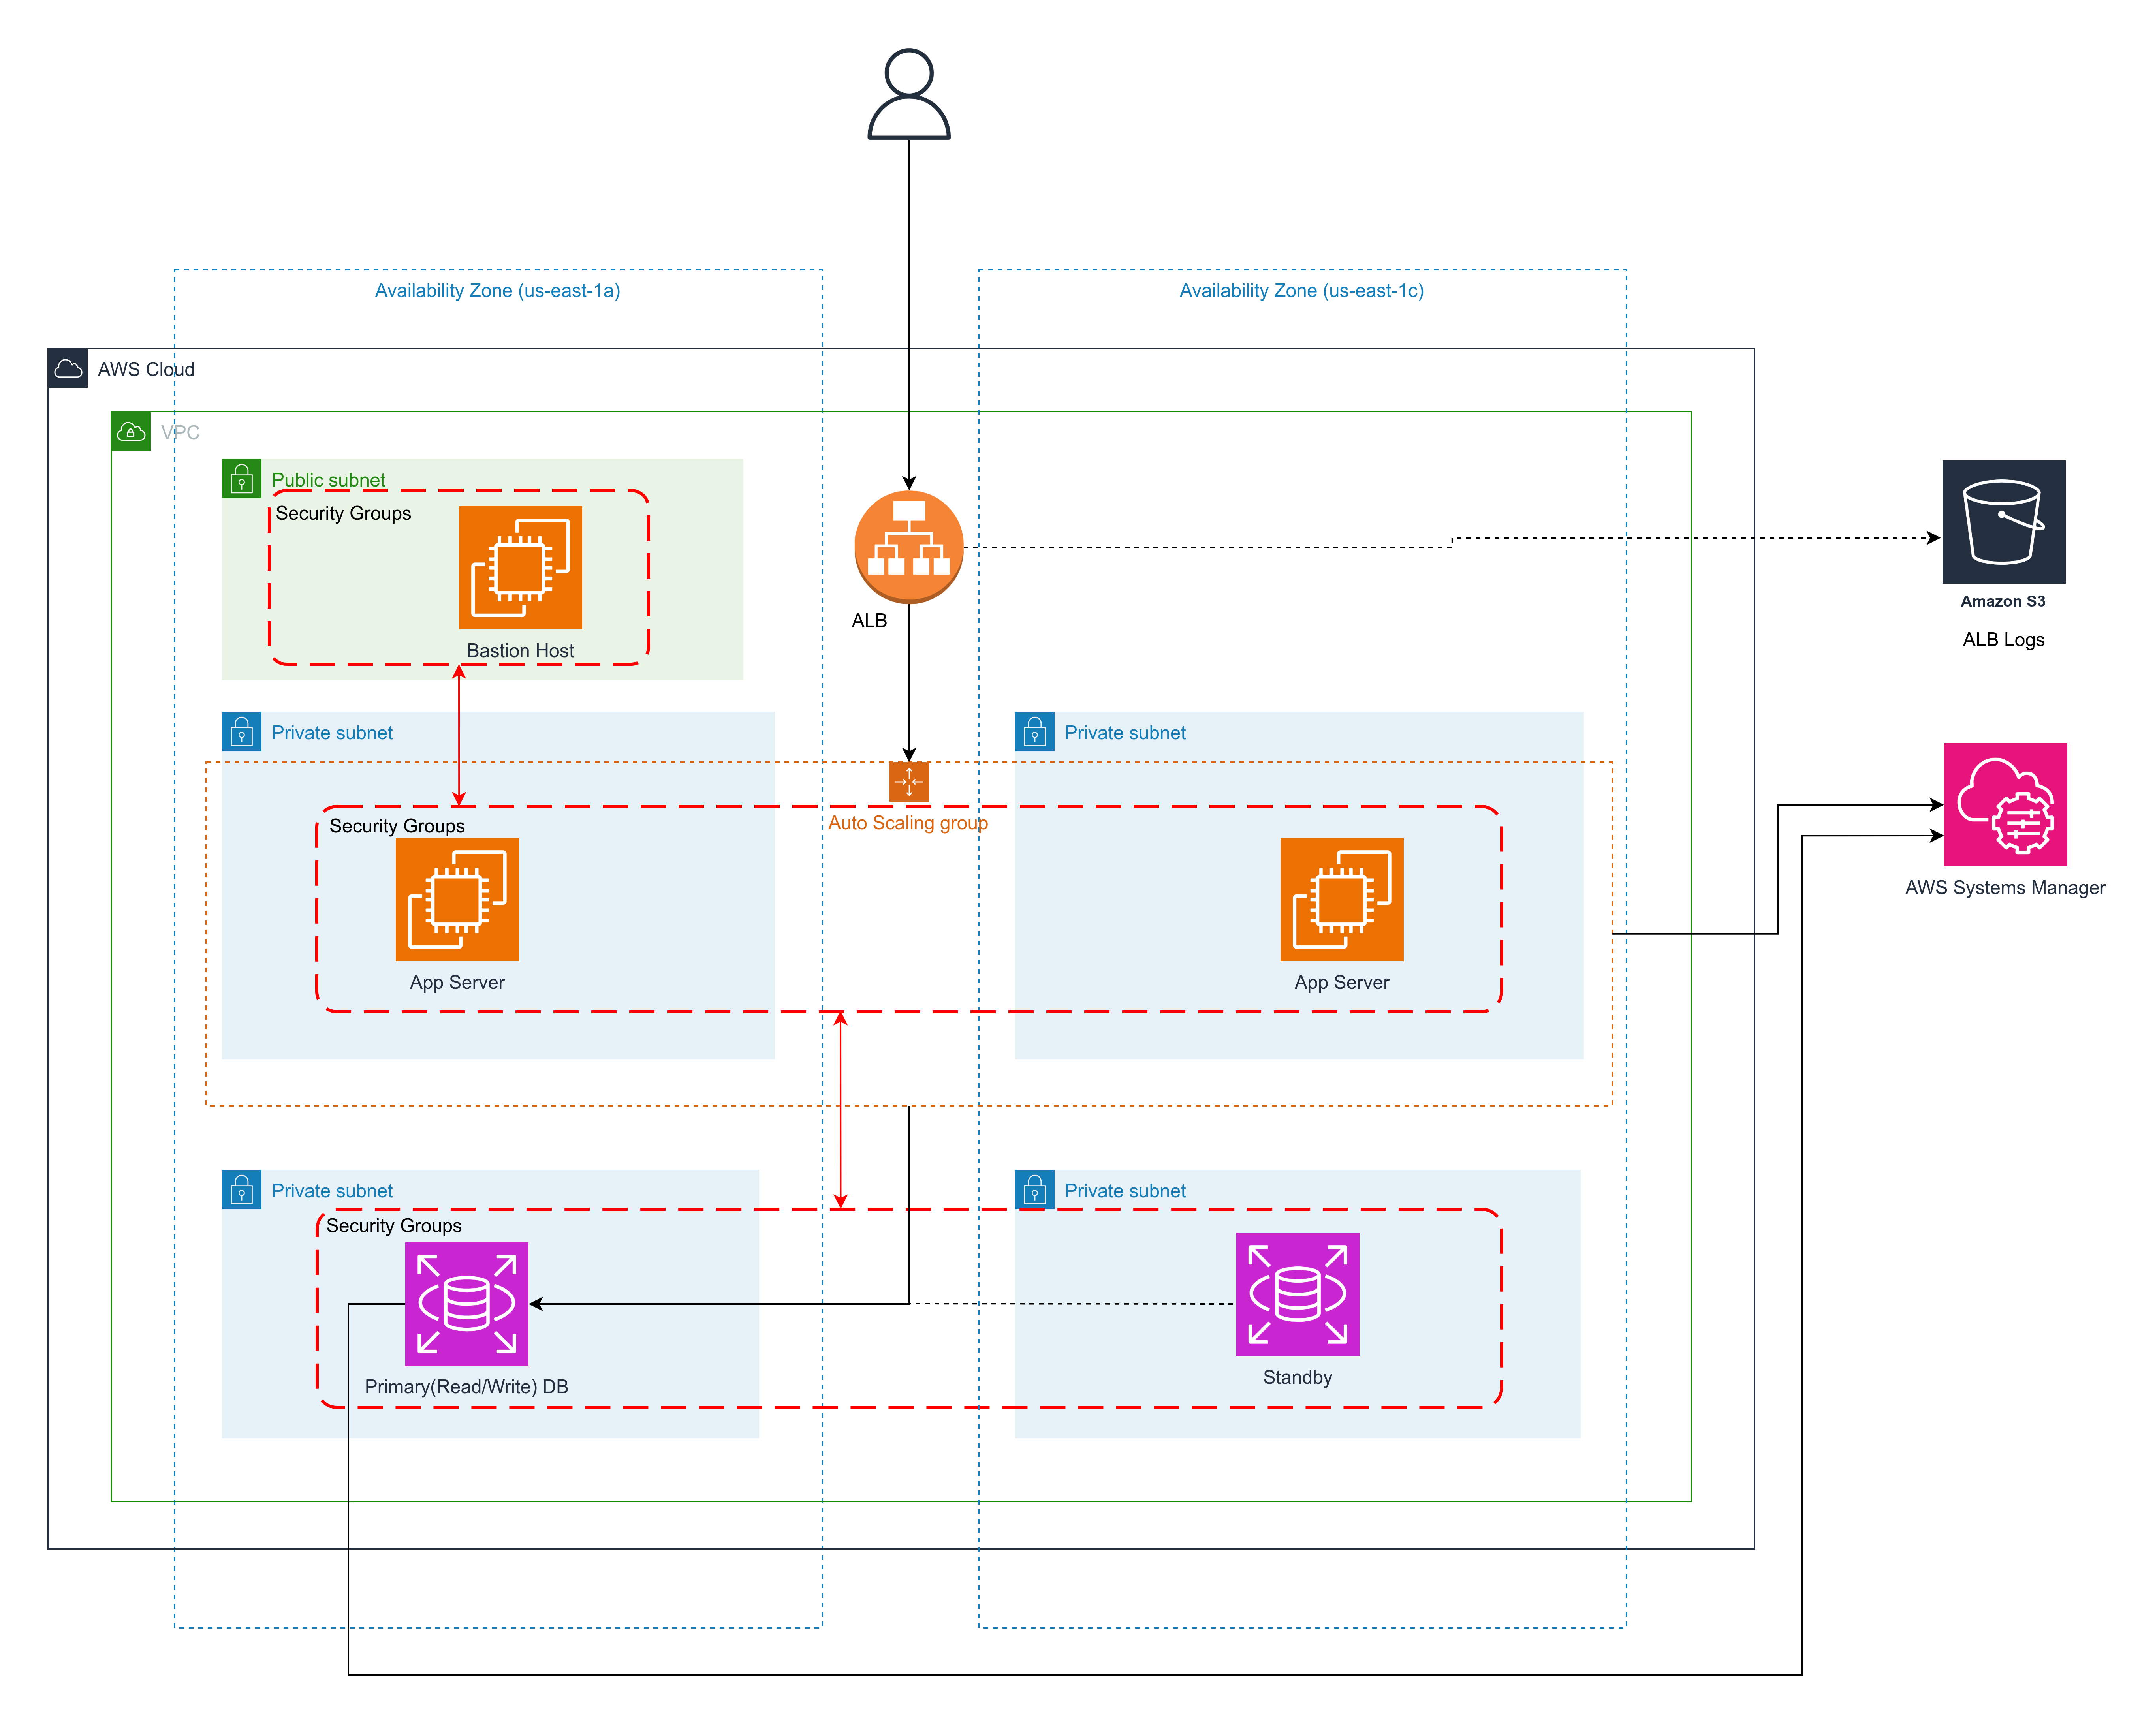 Availability Zone (us-east-1a)
Availability Zone (us-east-1c)
AWS Cloud
VPC
Public subnet
Security Groups
Bastion Host
ALB
Amazon S3
ALB Logs
Private subnet
Private subnet
Security Groups
Auto Scaling group
App Server
App Server
AWS Systems Manager
Private subnet
Private subnet
Security Groups
Primary(Read/Write) DB
Standby